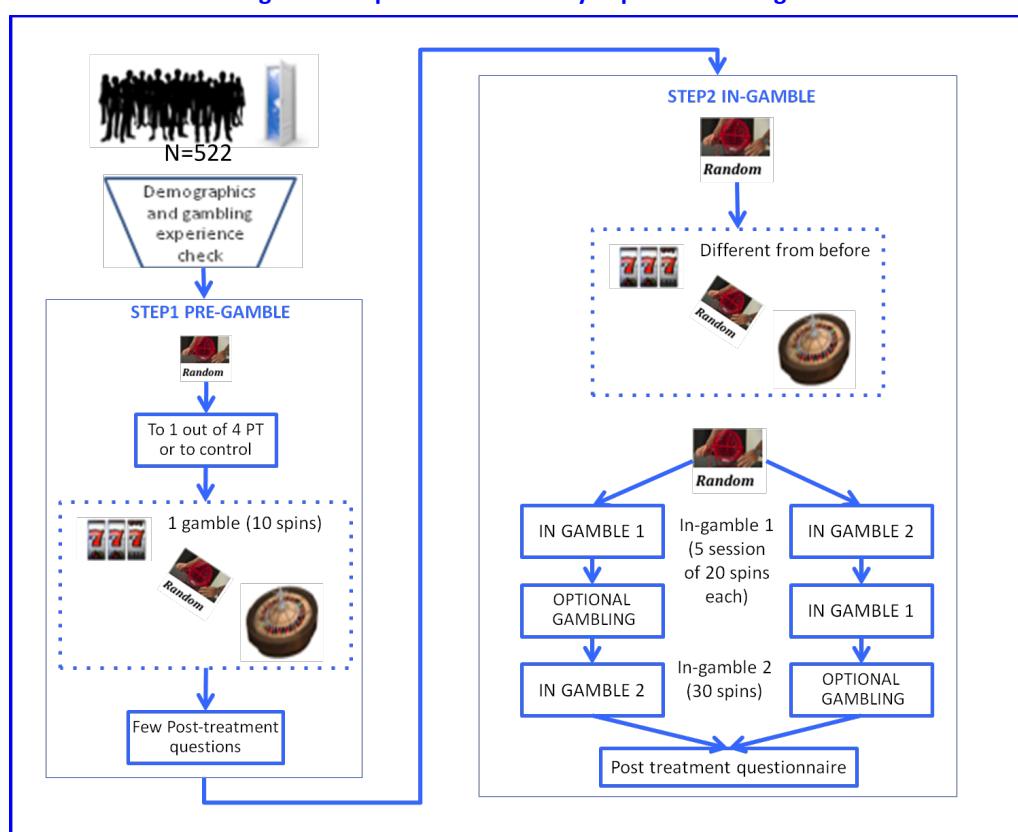 N=522
Demographics
and gambling
experience
check
STEP1 PRE-GAMBLE
Random
To 1 out of 4 PT
or to control
1 gamble (10 spins)
Random
Few Post-treatment
questions
STEP2 IN-GAMBLE
Random
Different from before
Random
Random
IN GAMBLE 1
OPTIONAL
GAMBLING
IN GAMBLE 2
In-gamble 1
(5 session
of 20 spins
each)
In-gamble 2
(30 spins)
IN GAMBLE 2
IN GAMBLE 1
OPTIONAL
GAMBLING
Post treatment questionnaire